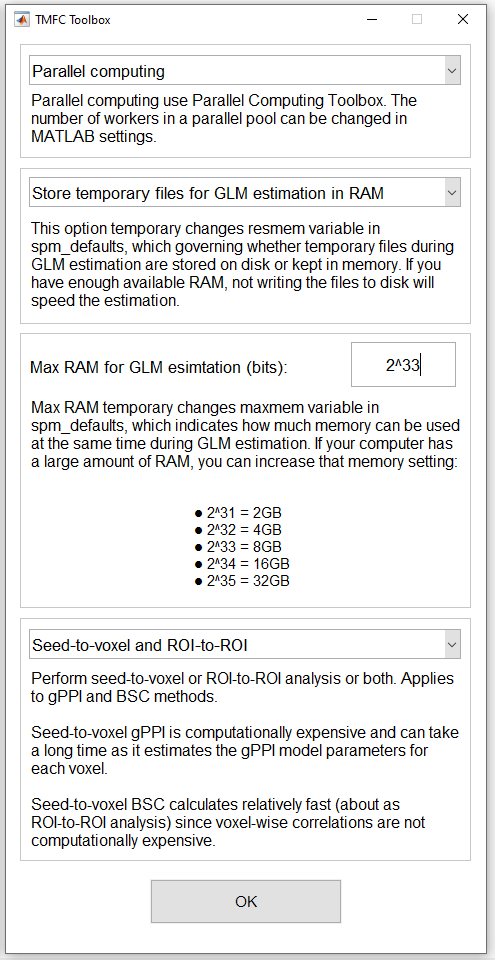 TMFC Toolbox
Parallel computing
Parallel computing use Parallel Computing Toolbox. The
number of workers in a parallel pool can be changed in
MATLAB settings.
Store temporary files for GLM estimation in RAM
This option temporary changes resmem variable in
spm_defaults, which governing whether temporary files during
GLM estimation are stored on disk or kept in memory. If you
have enough available RAM, not writing the files to disk will
speed the estimation.
Max RAM for GLM esimtation (bits):
2^33
Max RAM temporary changes maxmem variable in
spm_defaults, which indicates how much memory can be used
at the same time during GLM estimation. If your computer has
a large amount of RAM, you can increase that memory setting:
● 2^31 = 2GB
● 2^32 = 4GB
● 2^33 = 8GB
● 2^34 = 16GB
● 2^35 = 32GB
Seed-to-voxel and ROI-to-ROI
Perform seed-to-voxel or ROI-to-ROI analysis or both. Applies
to gPPI and BSC methods.
Seed-to-voxel gPPI is computationally expensive and can take
a long time as it estimates the gPPI model parameters for
each voxel.
Seed-to-voxel BSC calculates relatively fast (about as
ROI-to-ROI analysis) since voxel-wise correlations are not
computationally expensive.
OK